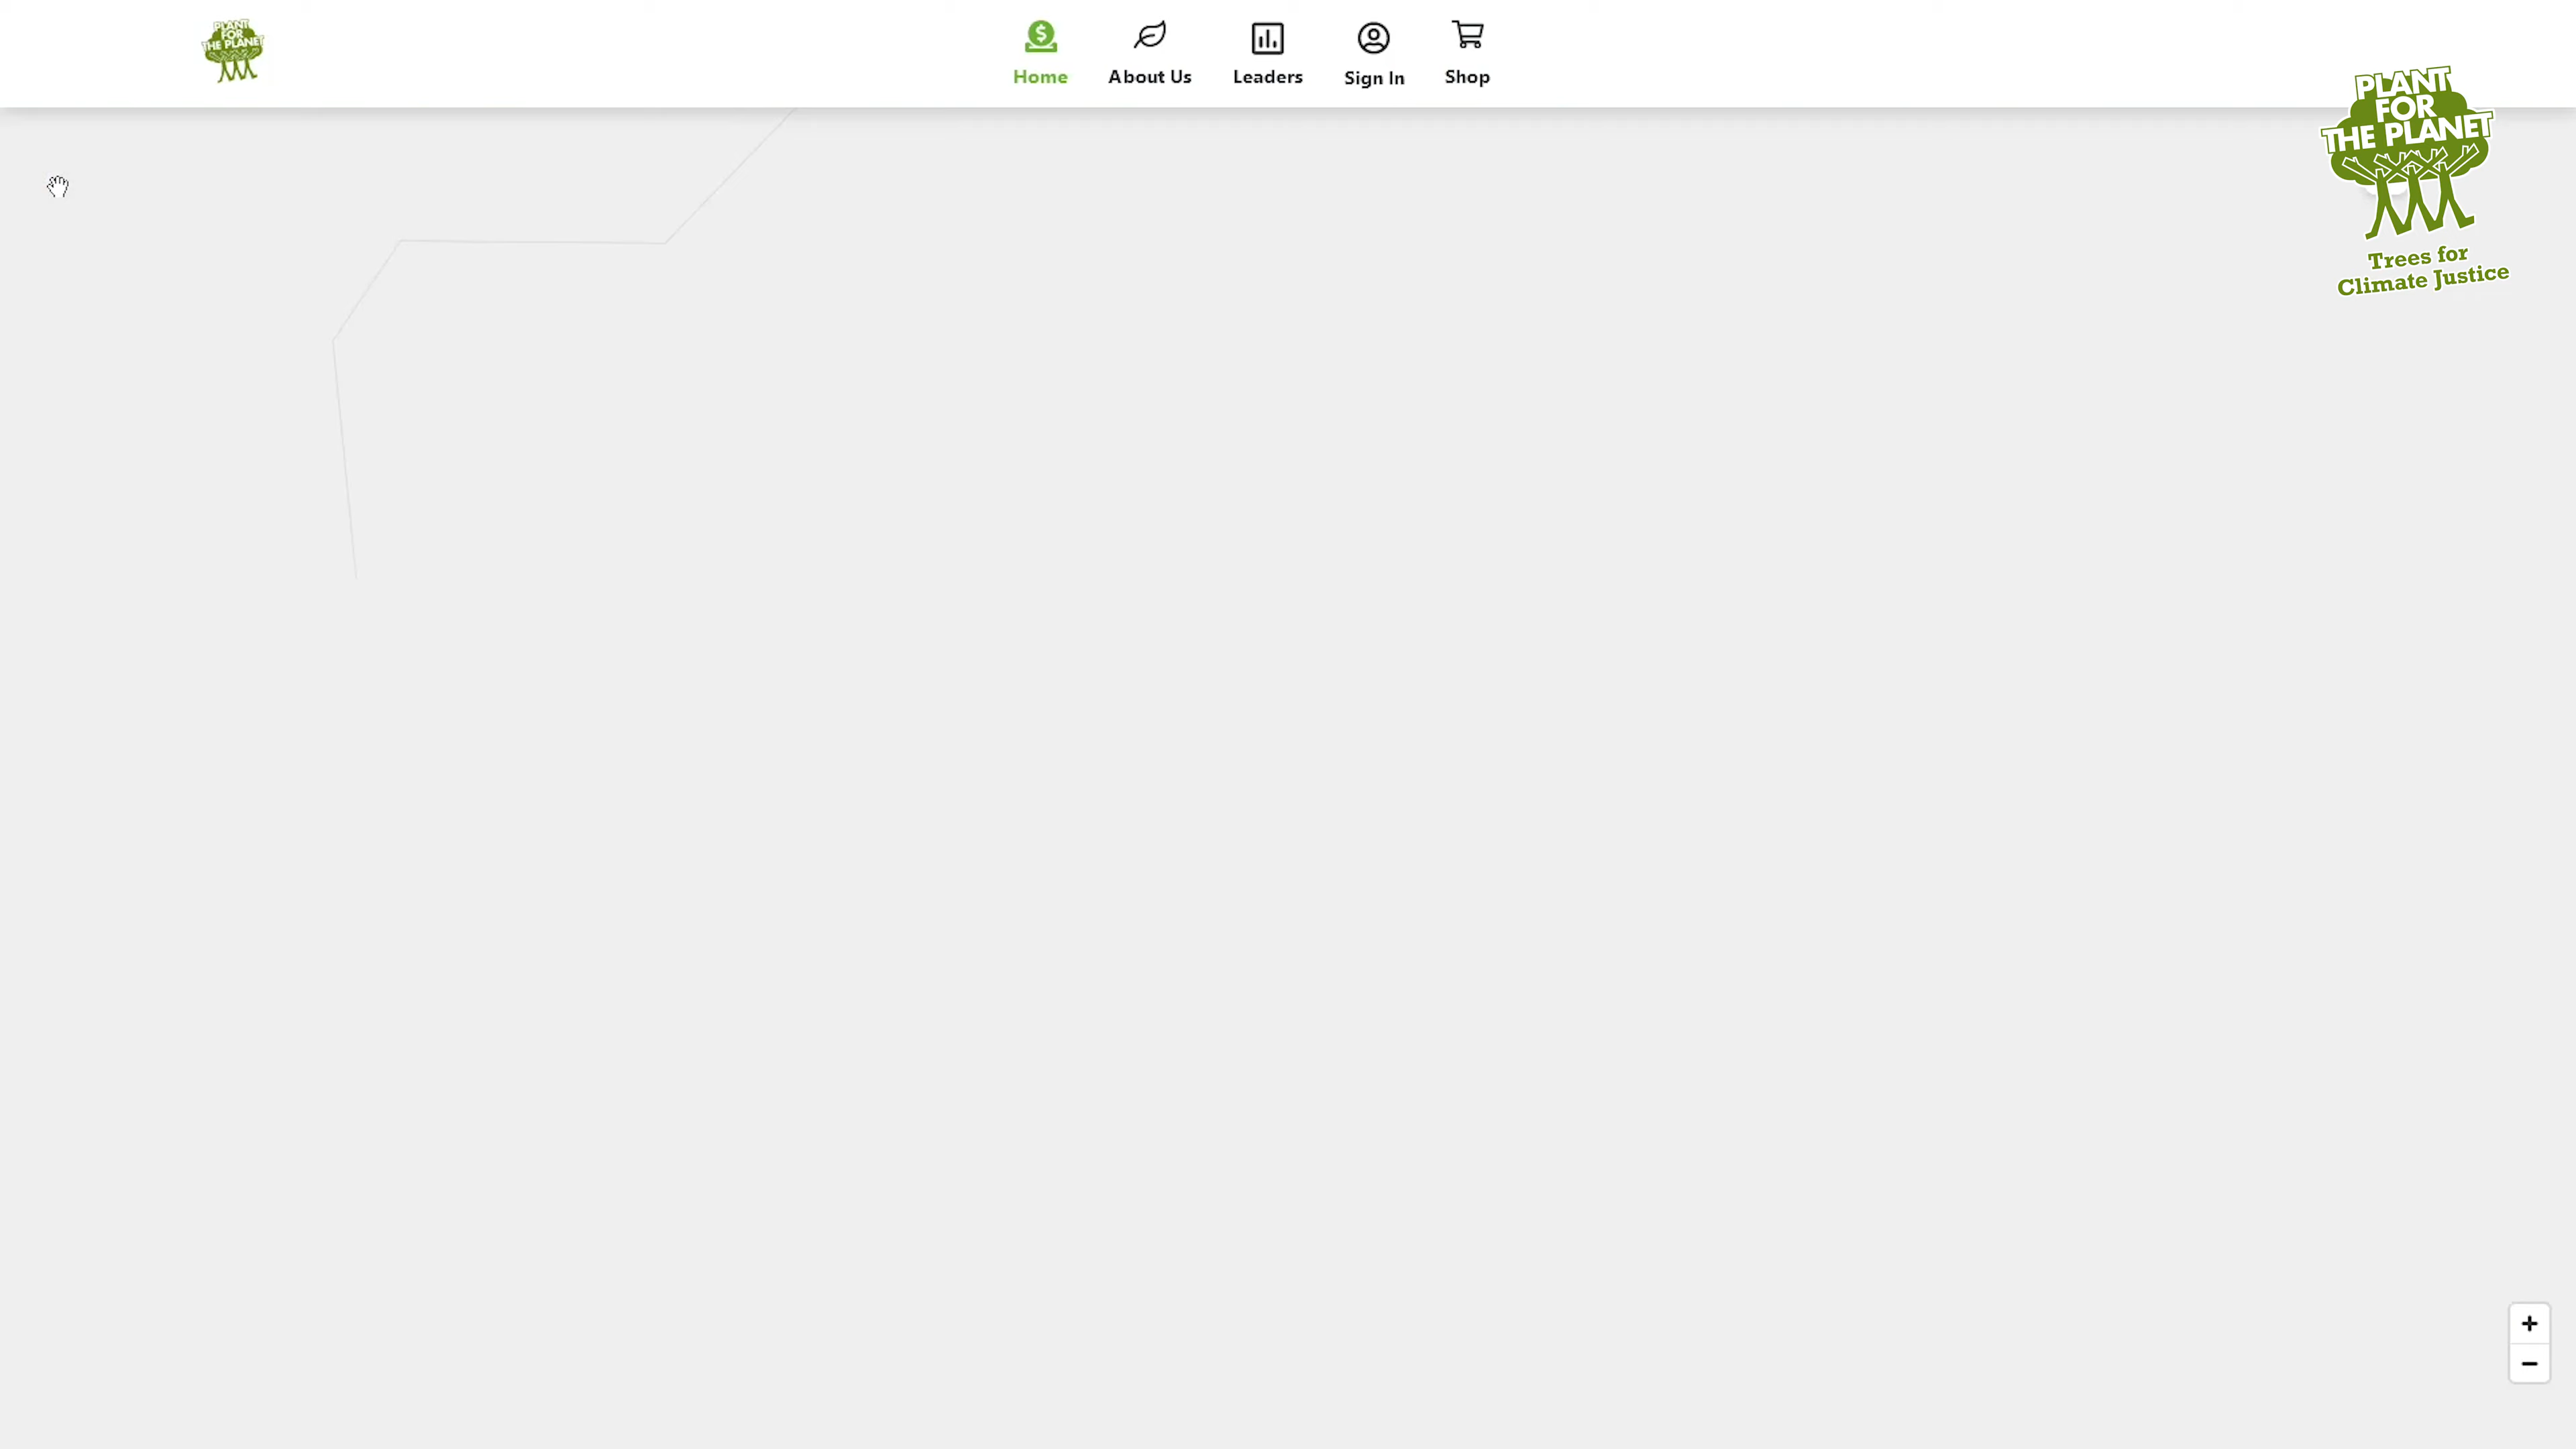 PLANT
FOR
THE PLANET
Home
About Us
Leaders
Sign In
Shop
PLANT
FOR
THE PLANET
Trees for
Climate Justice